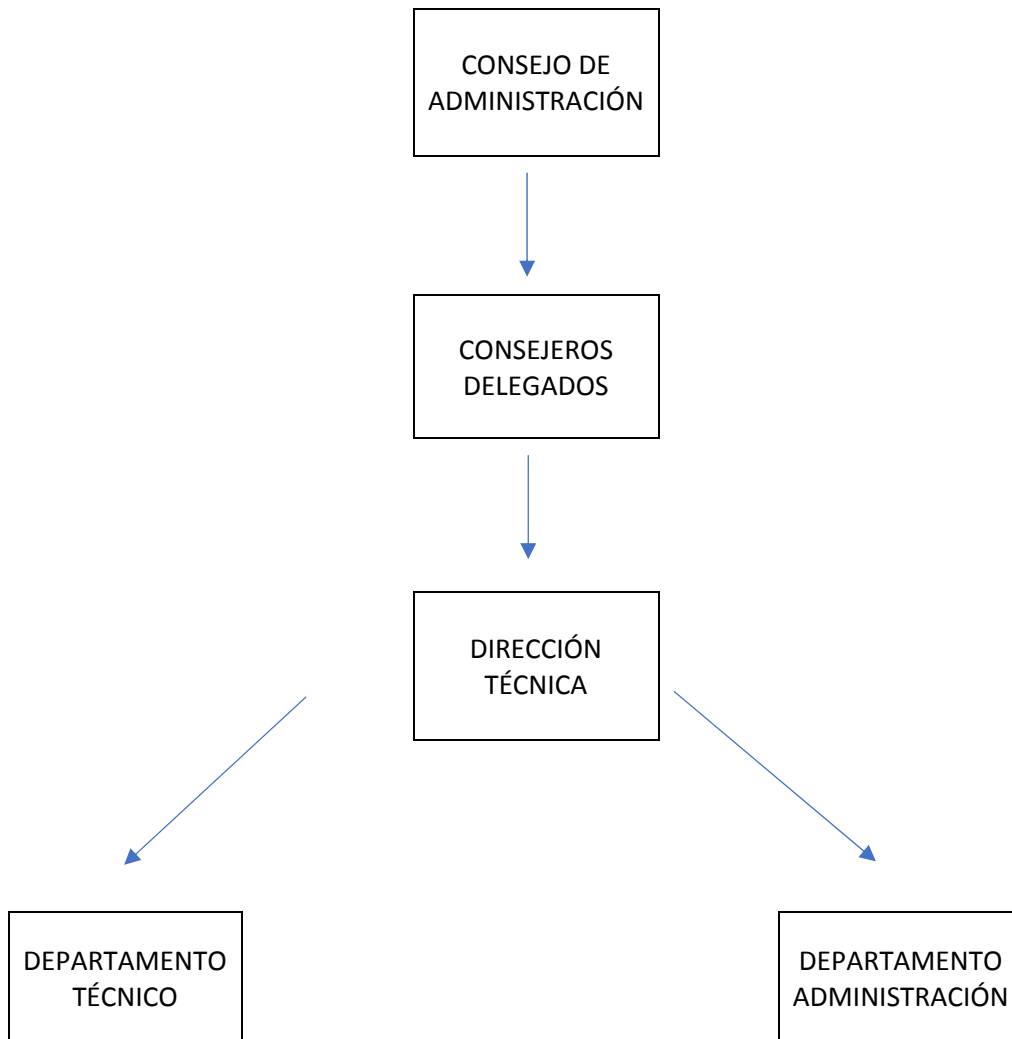 CONSEJO DE
ADMINISTRACIÓN
CONSEJEROS
DELEGADOS
DIRECCIÓN
TÉCNICA
DEPARTAMENTO
TÉCNICO
DEPARTAMENTO
ADMINISTRACIÓN